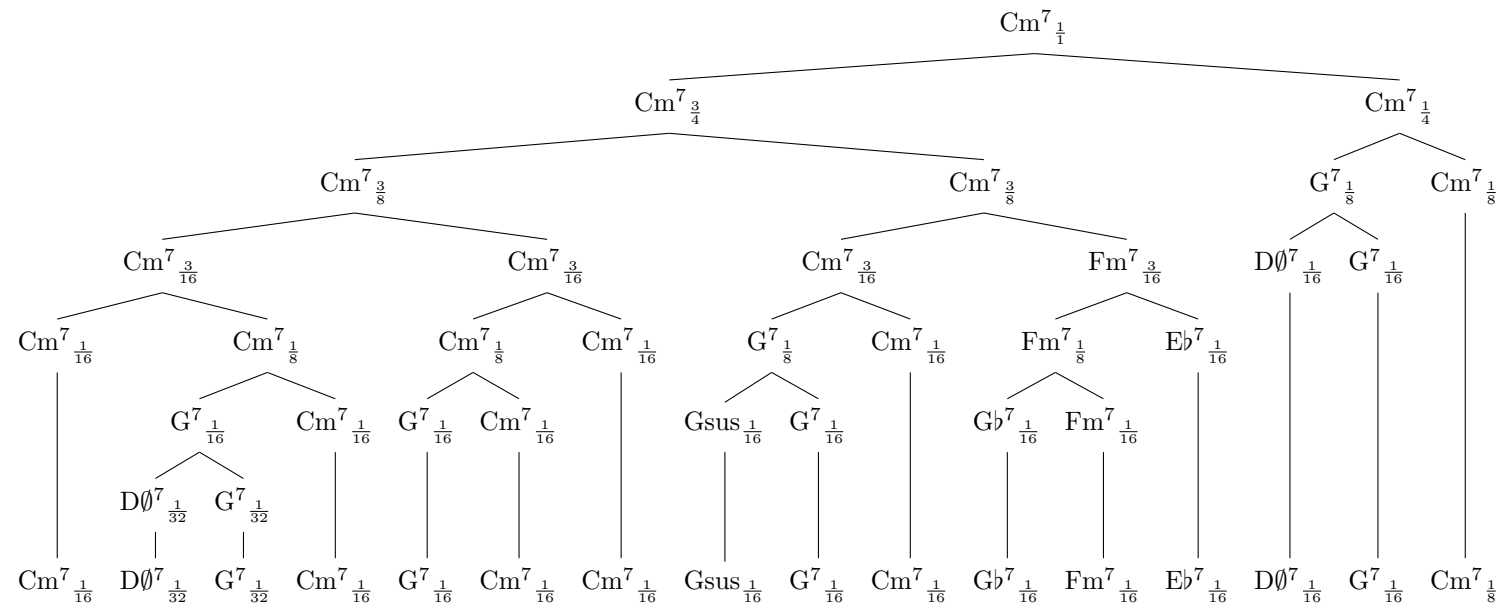 Cm⁷ 1/1
Cm⁷ 3/4 Cm⁷ 1/4
Cm⁷ 3/8 Cm⁷ 3/8 G⁷ 1/8 Cm⁷ 1/8
Cm⁷ 3/16 Cm⁷ 3/16 Cm⁷ 3/16 Fm⁷ 3/16 D∅⁷ 1/16 G⁷ 1/16
Cm⁷ 1/16 Cm⁷ 1/8 Cm⁷ 1/8 Cm⁷ 1/16 G⁷ 1/8 Cm⁷ 1/16 Fm⁷ 1/8 E♭⁷ 1/16
G⁷ 1/16 Cm⁷ 1/16 G⁷ 1/16 Cm⁷ 1/16 Gsus 1/16 G⁷ 1/16 G♭⁷ 1/16 Fm⁷ 1/16
D∅⁷ 1/32 G⁷ 1/32
Cm⁷ 1/16 D∅⁷ 1/32 G⁷ 1/32 Cm⁷ 1/16 G⁷ 1/16 Cm⁷ 1/16 Cm⁷ 1/16 Gsus 1/16 G⁷ 1/16 Cm⁷ 1/16 G♭⁷ 1/16 Fm⁷ 1/16 E♭⁷ 1/16 D∅⁷ 1/16 G⁷ 1/16 Cm⁷ 1/8